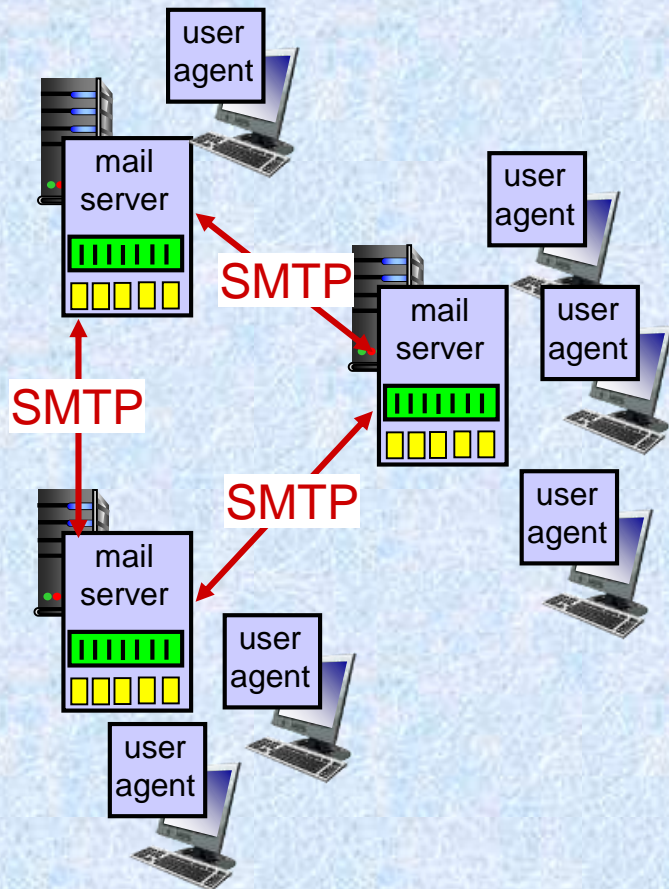 user
agent
mail
server
user
agent
SMTP
mail
server
user
agent
SMTP
SMTP
user
agent
mail
server
user
agent
user
agent